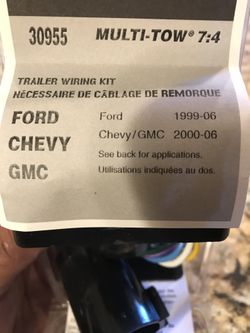 30955 MULTI-TOW® 7:4
TRAILER WIRING KIT
NÉCESSAIRE DE CÂBLAGE DE REMORQUE
FORD Ford 1999-06
CHEVY Chevy/GMC 2000-06
GMC See back for applications.
Utilisations indiquées au dos.